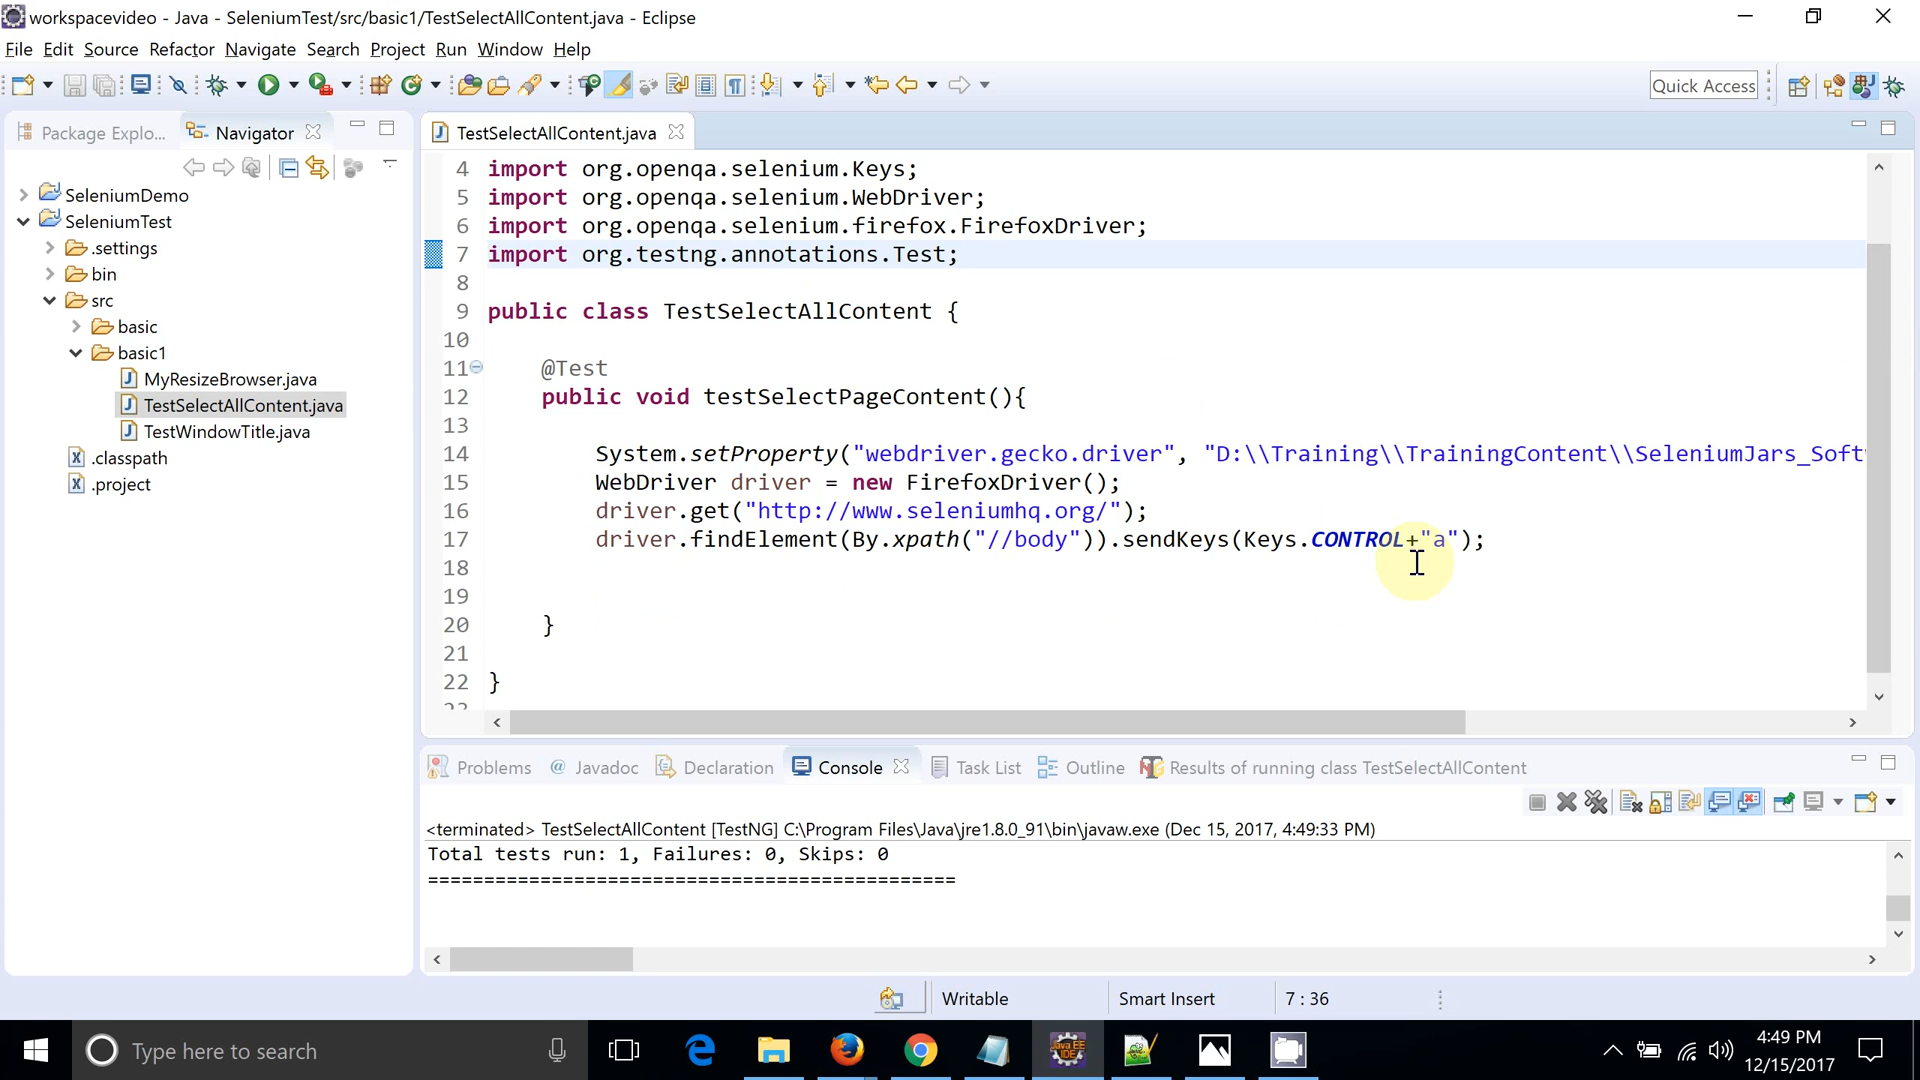 workspacevideo - Java - SeleniumTest/src/basic1/TestSelectAllContent.java - Eclipse
File Edit Source Refactor Navigate Search Project Run Window Help
Quick Access
Package Explo...
Navigator
SeleniumDemo
SeleniumTest
.settings
bin
src
basic
basic1
MyResizeBrowser.java
TestSelectAllContent.java
TestWindowTitle.java
.classpath
.project
TestSelectAllContent.java
4 import org.openqa.selenium.Keys;
5 import org.openqa.selenium.WebDriver;
6 import org.openqa.selenium.firefox.FirefoxDriver;
7 import org.testng.annotations.Test;
8
9 public class TestSelectAllContent {
10
11 @Test
12 public void testSelectPageContent(){
13
14 System.setProperty("webdriver.gecko.driver", "D:\\Training\\TrainingContent\\SeleniumJars_Soft
15 WebDriver driver = new FirefoxDriver();
16 driver.get("http://www.seleniumhq.org/");
17 driver.findElement(By.xpath("//body")).sendKeys(Keys.CONTROL+"a");
18
19
20 }
21
22 }
23
Problems @ Javadoc Declaration Console Task List Outline Results of running class TestSelectAllContent
<terminated> TestSelectAllContent [TestNG] C:\Program Files\Java\jre1.8.0_91\bin\javaw.exe (Dec 15, 2017, 4:49:33 PM)
Total tests run: 1, Failures: 0, Skips: 0
===============================================
Writable Smart Insert 7 : 36
Type here to search
Java EE
IDE
4:49 PM
12/15/2017